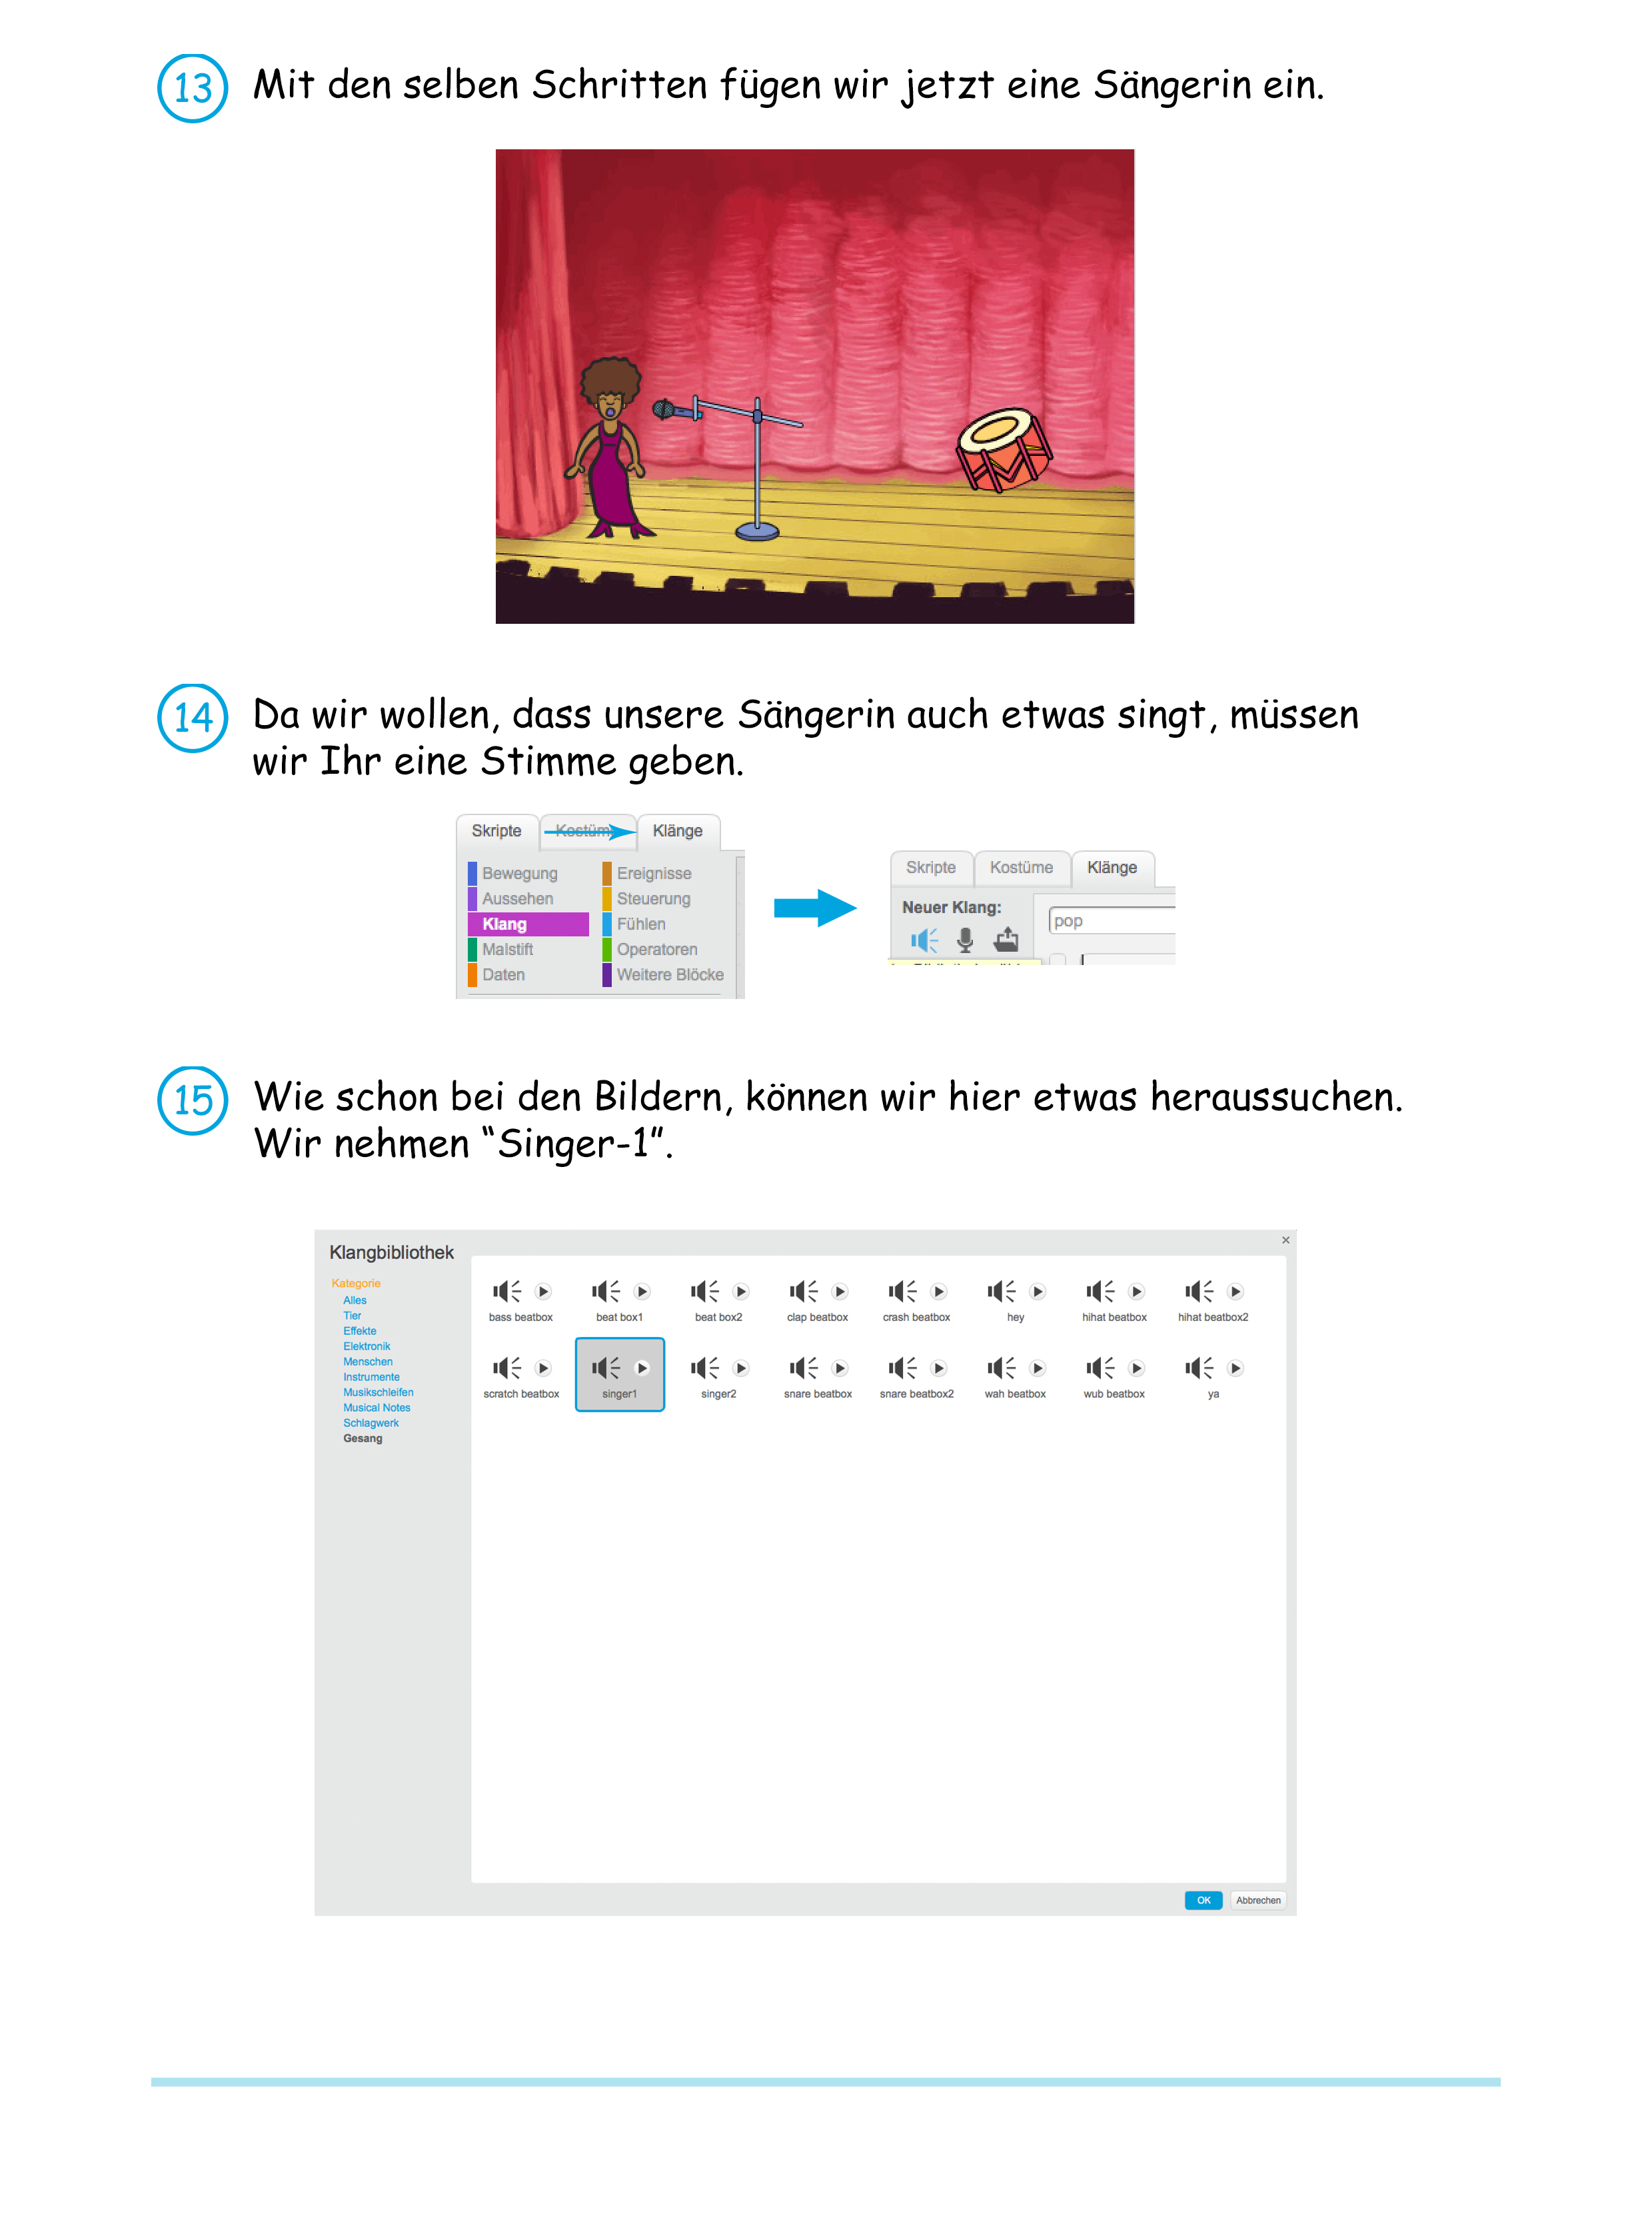 13 Mit den selben Schritten fügen wir jetzt eine Sängerin ein.
14 Da wir wollen, dass unsere Sängerin auch etwas singt, müssen
wir Ihr eine Stimme geben.
Skripte Kostüm Klänge
Bewegung Ereignisse
Aussehen Steuerung
Klang Fühlen
Malstift Operatoren
Daten Weitere Blöcke
Skripte Kostüme Klänge
Neuer Klang:
pop
15 Wie schon bei den Bildern, können wir hier etwas heraussuchen.
Wir nehmen “Singer-1”.
Klangbibliothek
Kategorie
Alles
Tier
Effekte
Elektronik
Menschen
Instrumente
Musikschleifen
Musical Notes
Schlagwerk
Gesang
bass beatbox beat box1 beat box2 clap beatbox crash beatbox hey hihat beatbox hihat beatbox2
scratch beatbox singer1 singer2 snare beatbox snare beatbox2 wah beatbox wub beatbox ya
OK Abbrechen